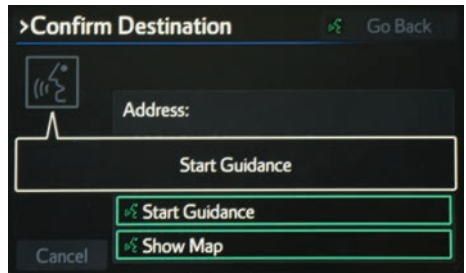 >Confirm Destination
Go Back
Address:
Start Guidance
Start Guidance
Show Map
Cancel